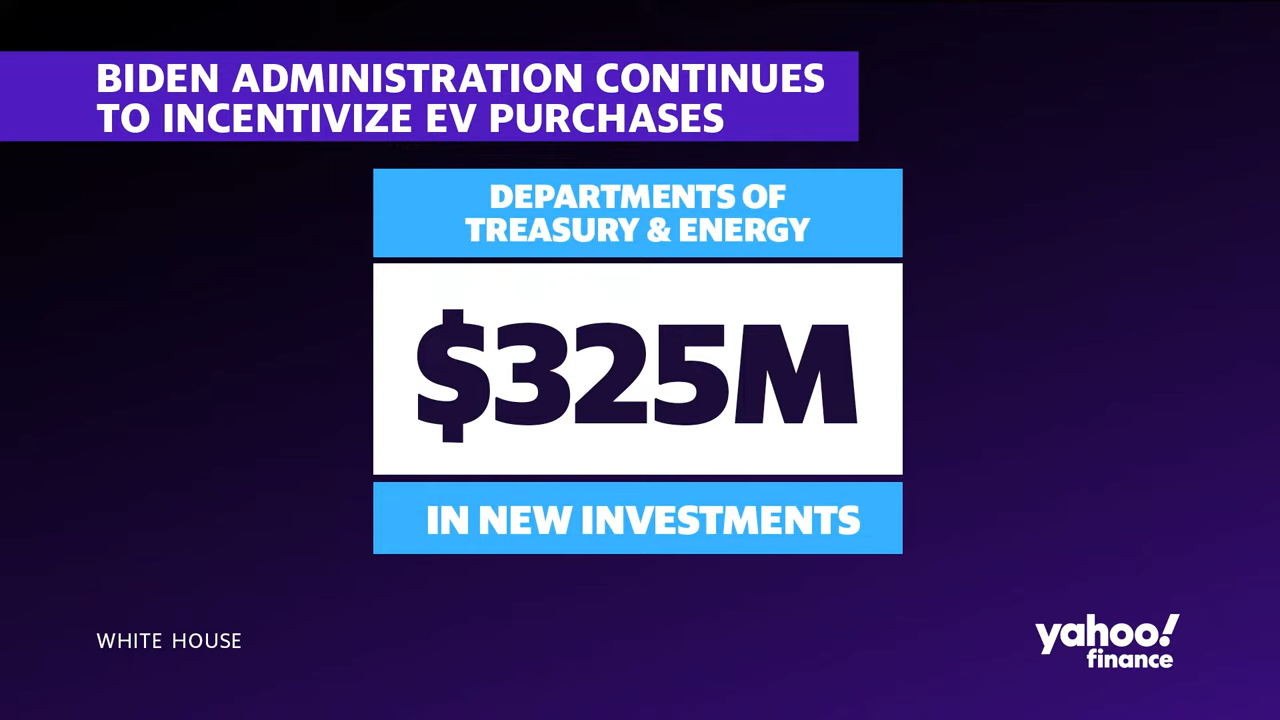 BIDEN ADMINISTRATION CONTINUES
TO INCENTIVIZE EV PURCHASES
DEPARTMENTS OF
TREASURY & ENERGY
$325M
IN NEW INVESTMENTS
WHITE HOUSE
yahoo!
finance